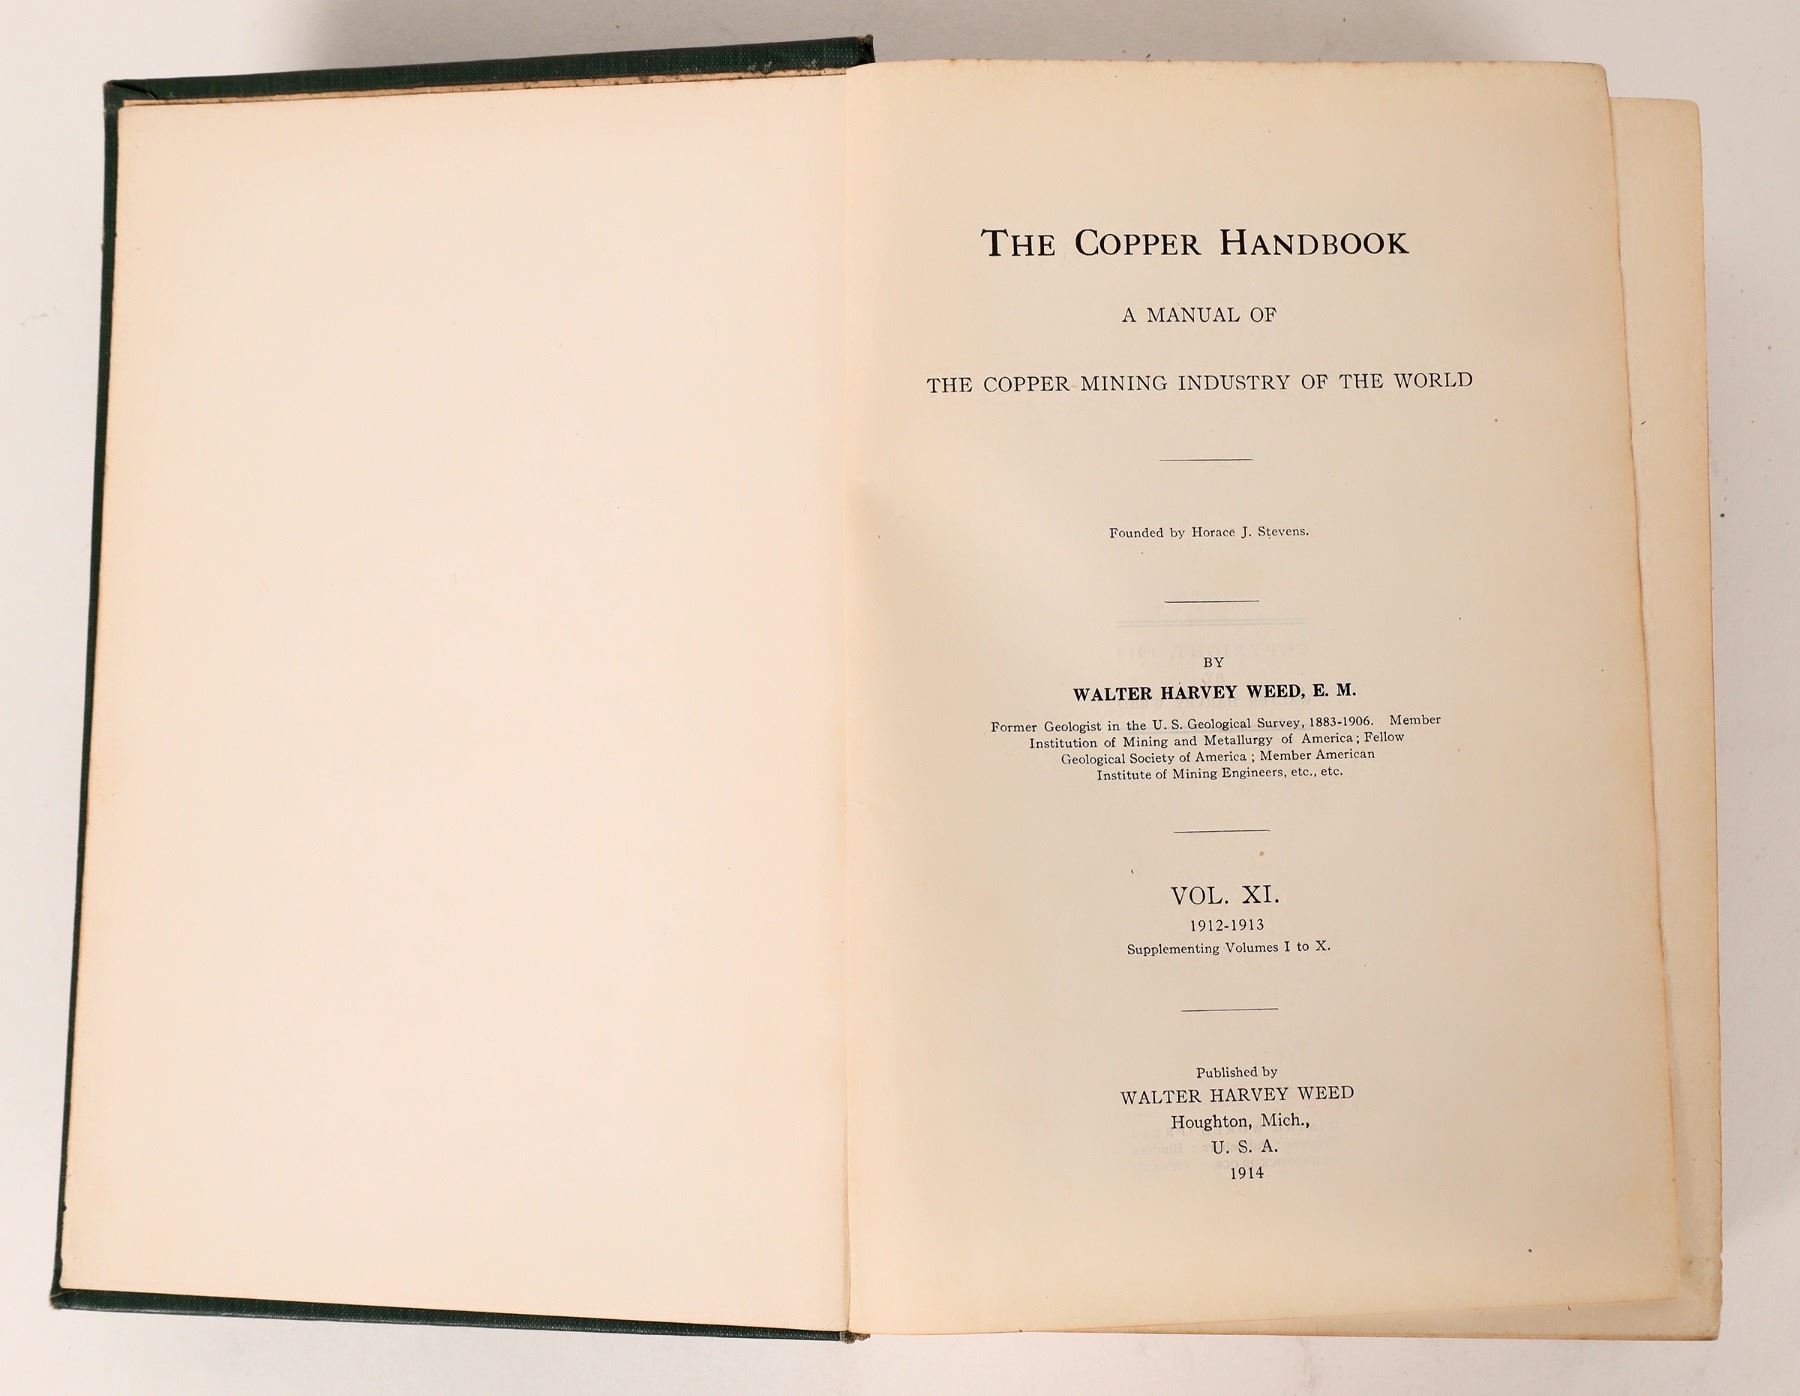 THE COPPER HANDBOOK
A MANUAL OF
THE COPPER MINING INDUSTRY OF THE WORLD
Founded by Horace J. Stevens.
BY
WALTER HARVEY WEED, E. M.
Former Geologist in the U. S. Geological Survey, 1883-1906. Member
Institution of Mining and Metallurgy of America; Fellow
Geological Society of America; Member American
Institute of Mining Engineers, etc., etc.
VOL. XI.
1912-1913
Supplementing Volumes I to X.
Published by
WALTER HARVEY WEED
Houghton, Mich.,
U. S. A.
1914